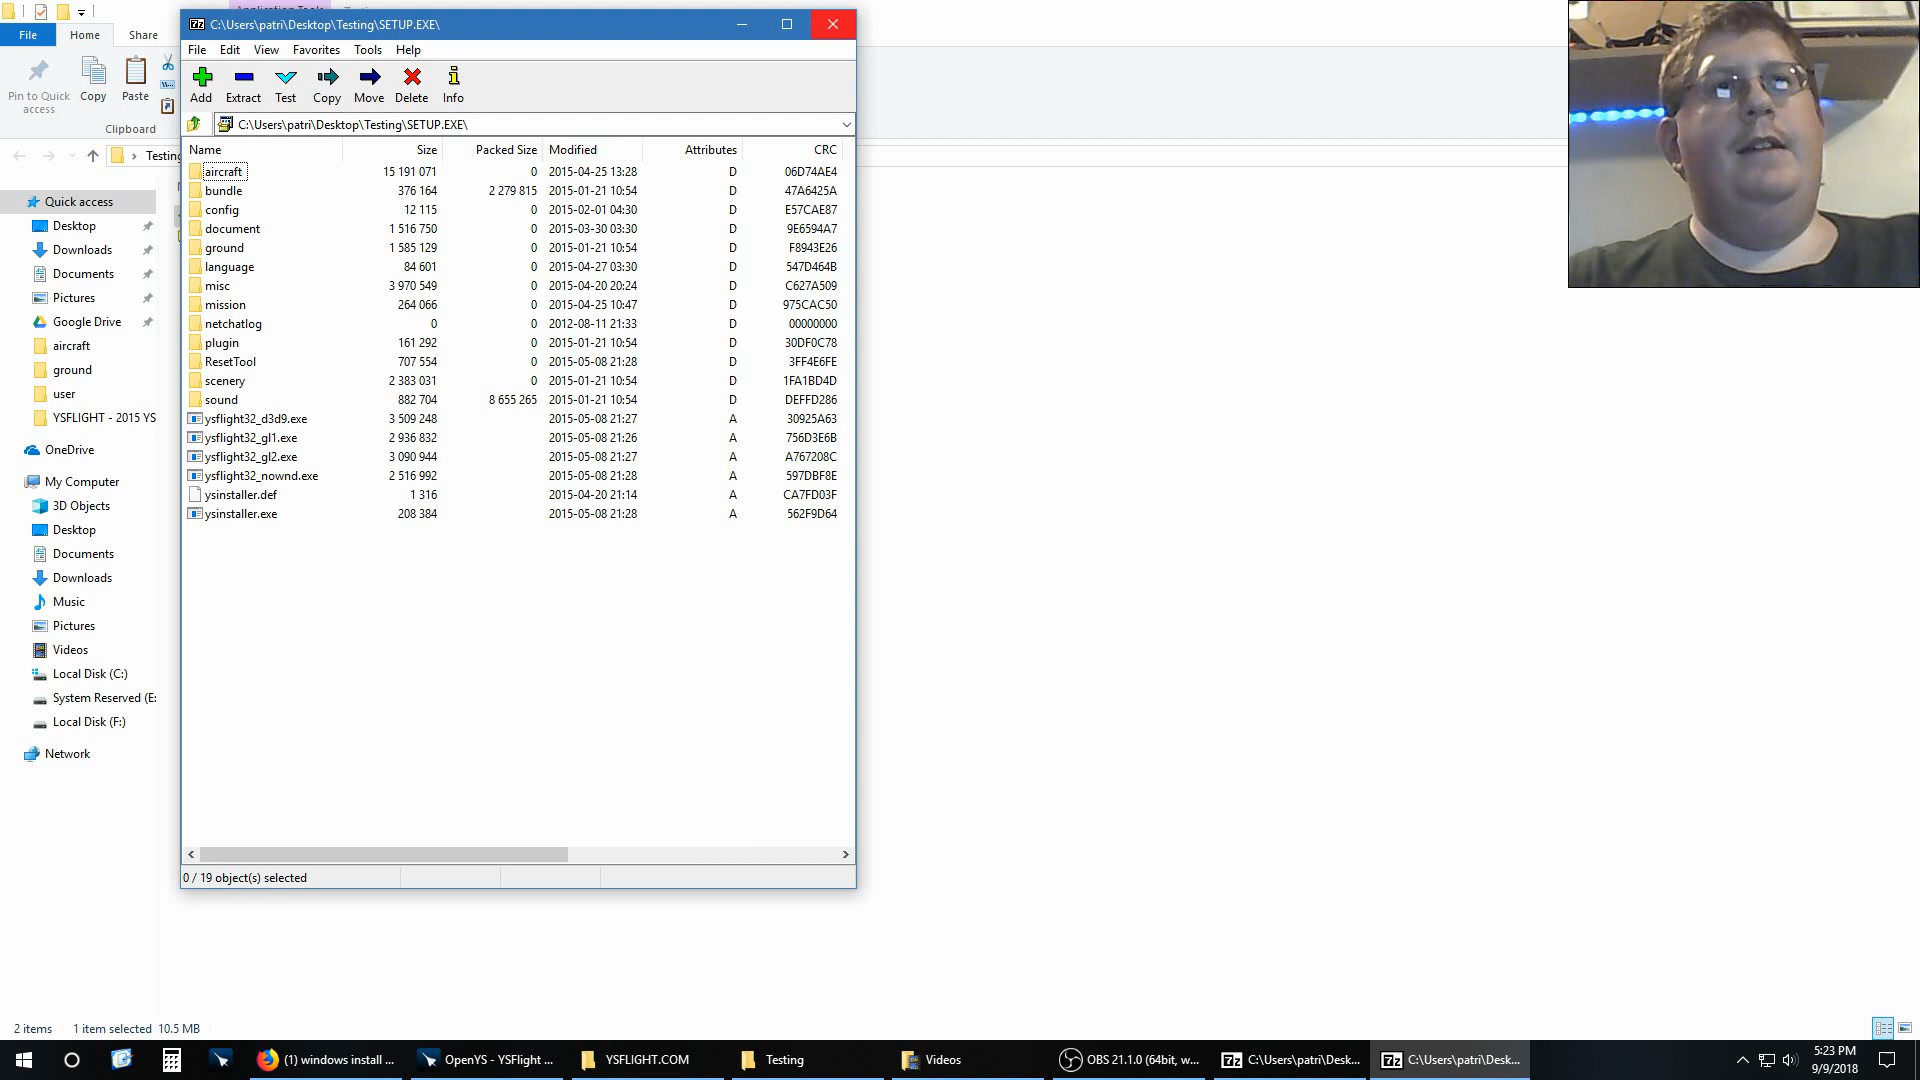 File
Home
Share
Pin to Quick access
Copy
Paste
Clipboard
Testing
Quick access
Desktop
Downloads
Documents
Pictures
Google Drive
aircraft
ground
user
YSFLIGHT - 2015 YS
OneDrive
My Computer
3D Objects
Desktop
Documents
Downloads
Music
Pictures
Videos
Local Disk (C:)
System Reserved (E:
Local Disk (F:)
Network
7z C:\Users\patri\Desktop\Testing\SETUP.EXE\
File Edit View Favorites Tools Help
Add Extract Test Copy Move Delete Info
C:\Users\patri\Desktop\Testing\SETUP.EXE\
Name Size Packed Size Modified Attributes CRC
aircraft 15 191 071 0 2015-04-25 13:28 D 06D74AE4
bundle 376 164 2 279 815 2015-01-21 10:54 D 47A6425A
config 12 115 0 2015-02-01 04:30 D E57CAE87
document 1 516 750 0 2015-03-30 03:30 D 9E6594A7
ground 1 585 129 0 2015-01-21 10:54 D F8943E26
language 84 601 0 2015-04-27 03:30 D 547D464B
misc 3 970 549 0 2015-04-20 20:24 D C627A509
mission 264 066 0 2015-04-25 10:47 D 975CAC50
netchatlog 0 0 2012-08-11 21:33 D 00000000
plugin 161 292 0 2015-01-21 10:54 D 30DF0C78
ResetTool 707 554 0 2015-05-08 21:28 D 3FF4E6FE
scenery 2 383 031 0 2015-01-21 10:54 D 1FA1BD4D
sound 882 704 8 655 265 2015-01-21 10:54 D DEFFD286
ysflight32_d3d9.exe 3 509 248 2015-05-08 21:27 A 30925A63
ysflight32_gl1.exe 2 936 832 2015-05-08 21:26 A 756D3E6B
ysflight32_gl2.exe 3 090 944 2015-05-08 21:27 A A767208C
ysflight32_nownd.exe 2 516 992 2015-05-08 21:28 A 597DBF8E
ysinstaller.def 1 316 2015-04-20 21:14 A CA7FD03F
ysinstaller.exe 208 384 2015-05-08 21:28 A 562F9D64
0 / 19 object(s) selected
2 items 1 item selected 10.5 MB
(1) windows install ...
OpenYS - YSFlight ...
YSFLIGHT.COM
Testing
Videos
OBS 21.1.0 (64bit, w...
7z C:\Users\patri\Desk...
7z C:\Users\patri\Desk...
5:23 PM
9/9/2018